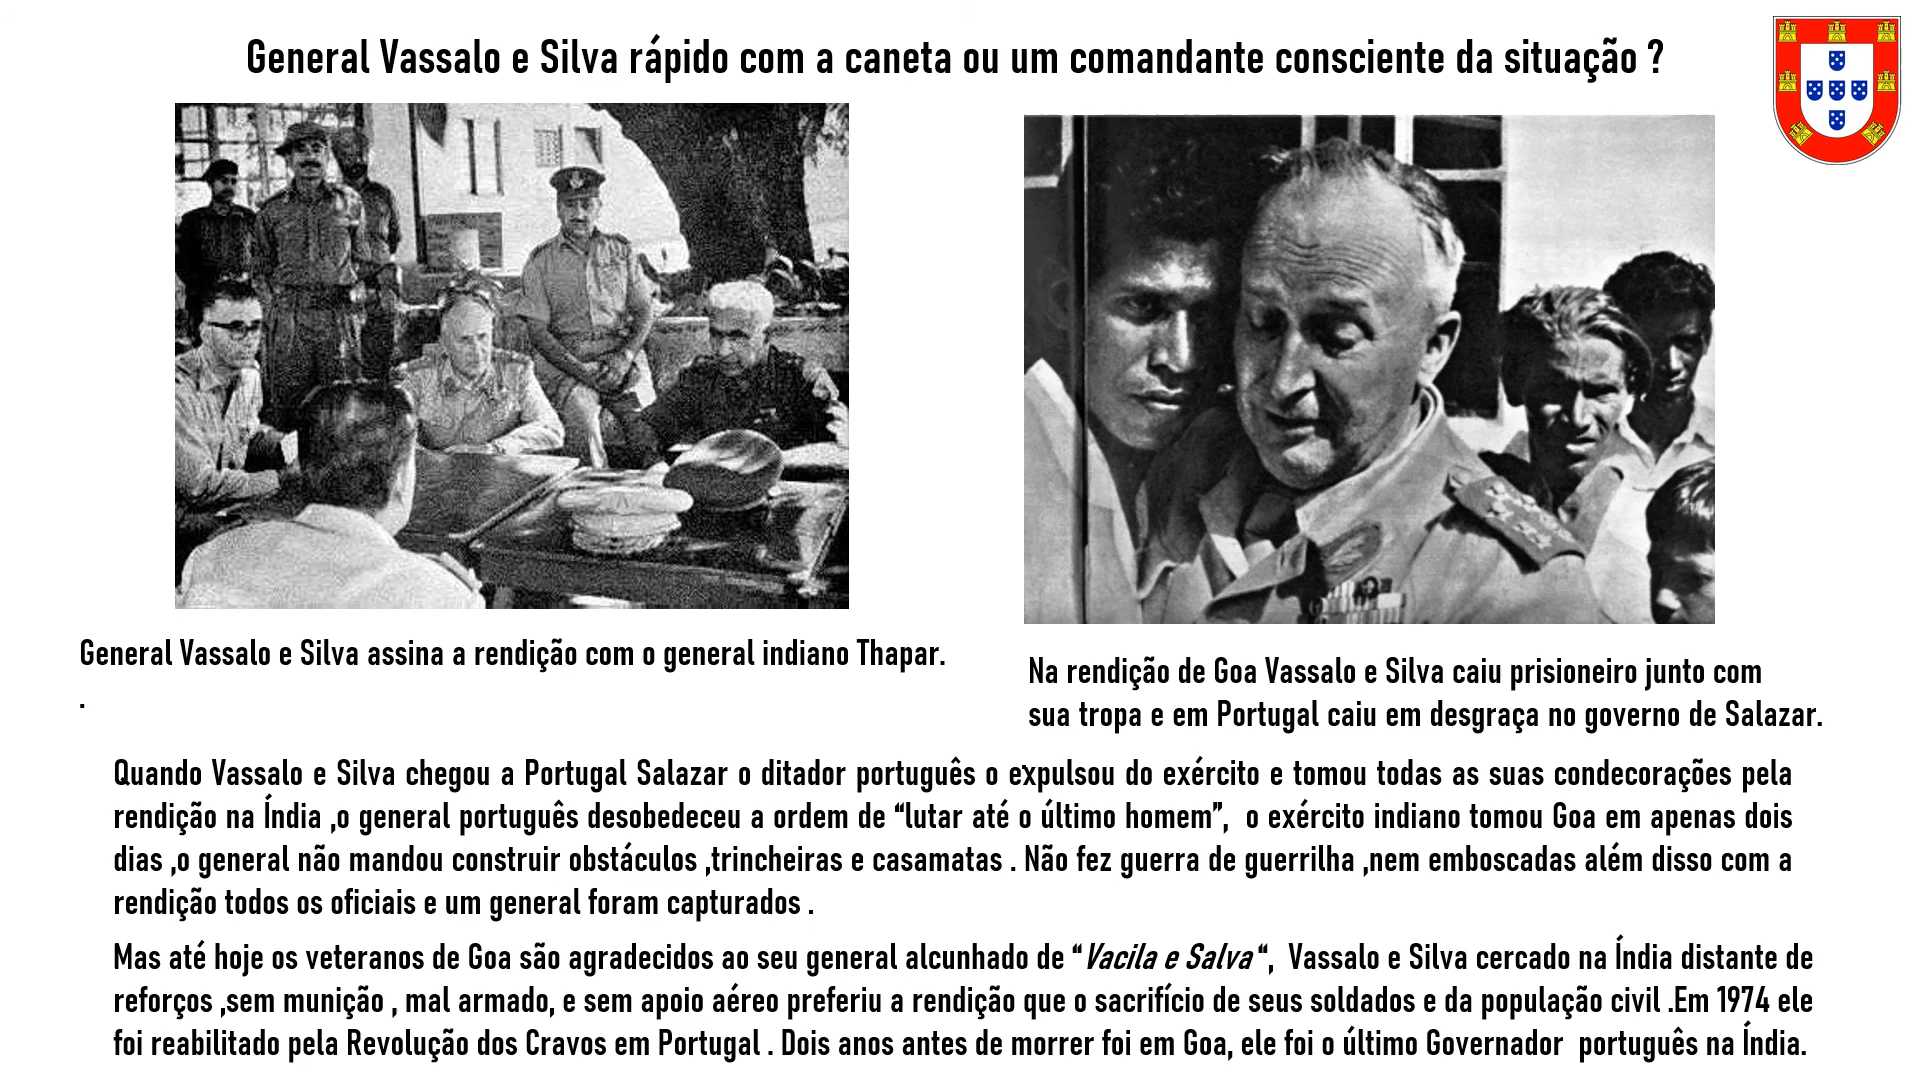 General Vassalo e Silva rápido com a caneta ou um comandante consciente da situação ?
General Vassalo e Silva assina a rendição com o general indiano Thapar.
.
Na rendição de Goa Vassalo e Silva caiu prisioneiro junto com
sua tropa e em Portugal caiu em desgraça no governo de Salazar.
Quando Vassalo e Silva chegou a Portugal Salazar o ditador português o expulsou do exército e tomou todas as suas condecorações pela
rendição na Índia ,o general português desobedeceu a ordem de “lutar até o último homem”, o exército indiano tomou Goa em apenas dois
dias ,o general não mandou construir obstáculos ,trincheiras e casamatas . Não fez guerra de guerrilha ,nem emboscadas além disso com a
rendição todos os oficiais e um general foram capturados .
Mas até hoje os veteranos de Goa são agradecidos ao seu general alcunhado de “Vacila e Salva“, Vassalo e Silva cercado na Índia distante de
reforços ,sem munição , mal armado, e sem apoio aéreo preferiu a rendição que o sacrifício de seus soldados e da população civil .Em 1974 ele
foi reabilitado pela Revolução dos Cravos em Portugal . Dois anos antes de morrer foi em Goa, ele foi o último Governador português na Índia.